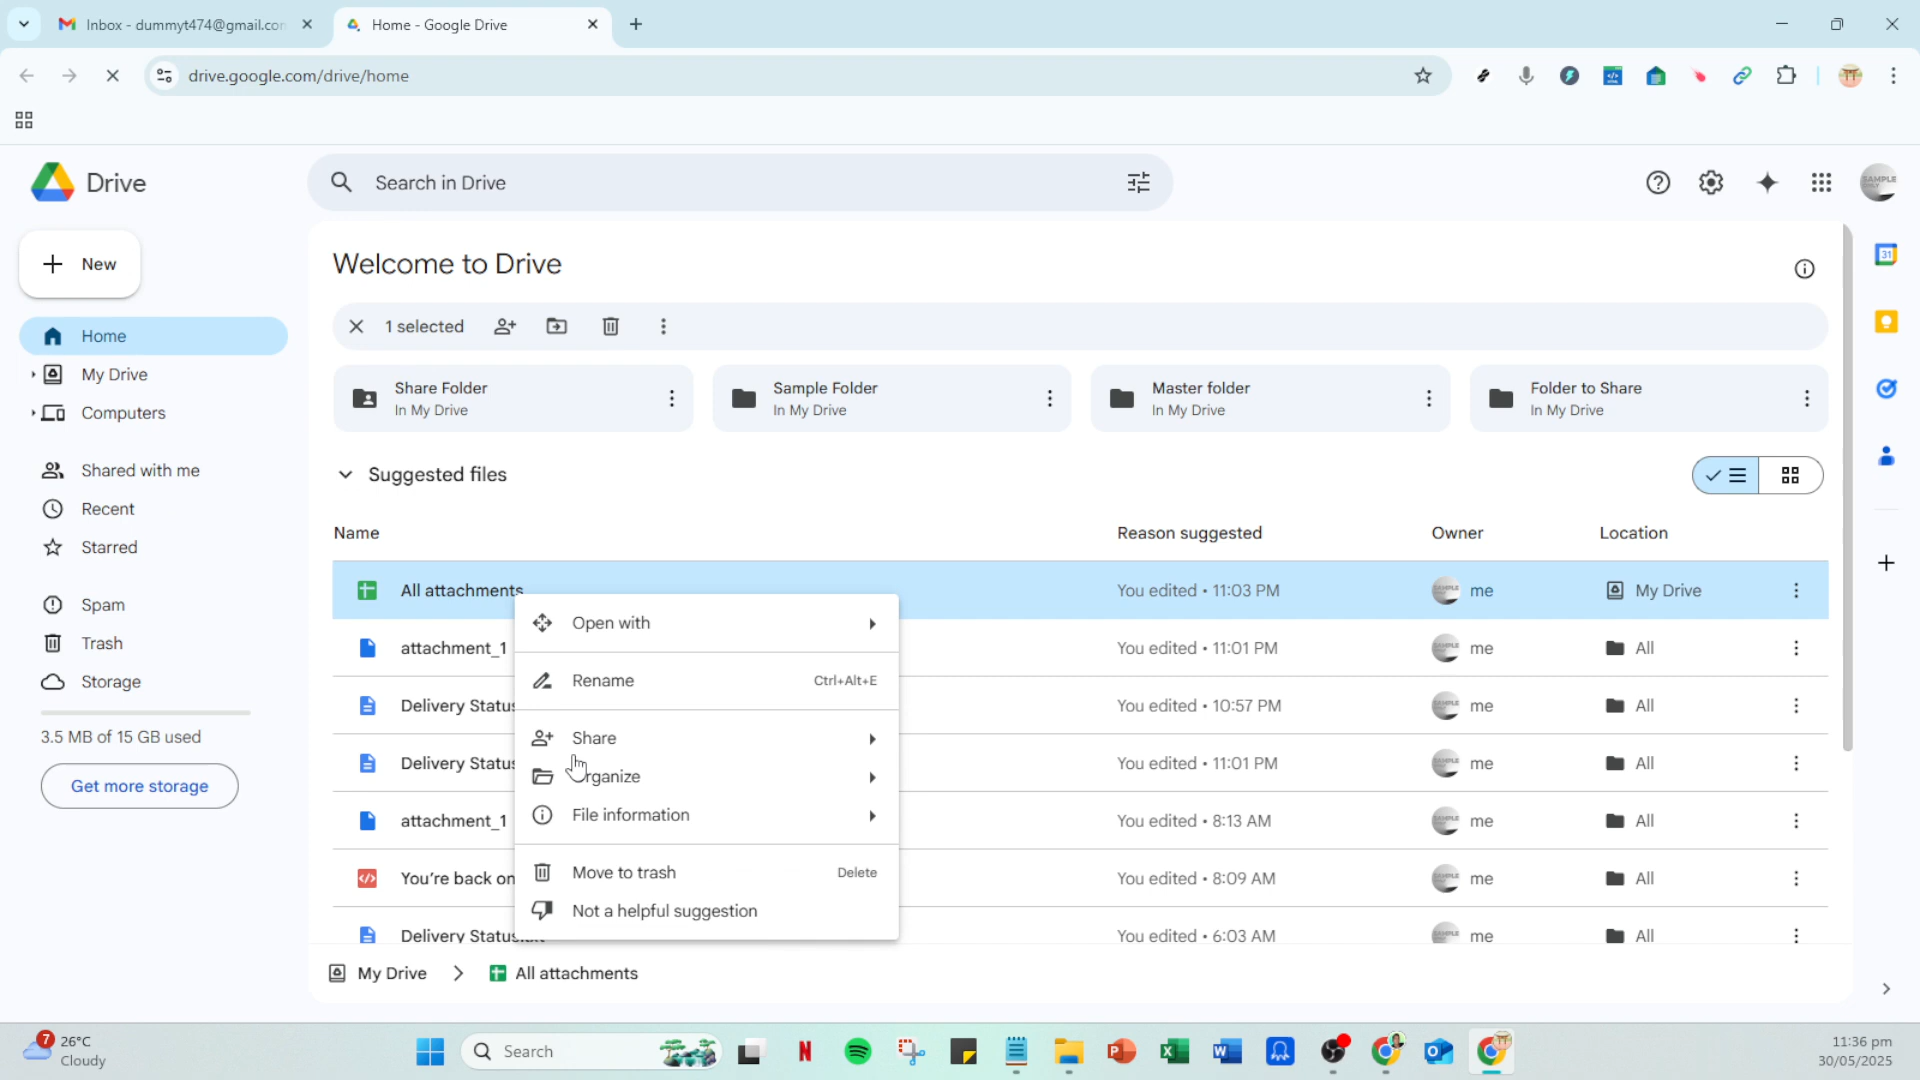 Inbox - dummyt474@gmail.con
Home - Google Drive
drive.google.com/drive/home
Drive
Search in Drive
SAMPLE
New
Welcome to Drive
31
1 selected
Home
My Drive
Computers
Shared with me
Recent
Starred
Spam
Trash
Storage
3.5 MB of 15 GB used
Get more storage
Share Folder
In My Drive
Sample Folder
In My Drive
Master folder
In My Drive
Folder to Share
In My Drive
Suggested files
Name Reason suggested Owner Location
All attachments You edited • 11:03 PM me My Drive
attachment_1 You edited • 11:01 PM me All
Delivery Statu You edited • 10:57 PM me All
Delivery Statu You edited • 11:01 PM me All
attachment_1 You edited • 8:13 AM me All
You're back on You edited • 8:09 AM me All
Delivery Status.txt You edited • 6:03 AM me All
Open with
Rename Ctrl+Alt+E
Share
Organize
File information
Move to trash Delete
Not a helpful suggestion
My Drive > All attachments
7
26°C
Cloudy
Search
N
11:36 pm
30/05/2025